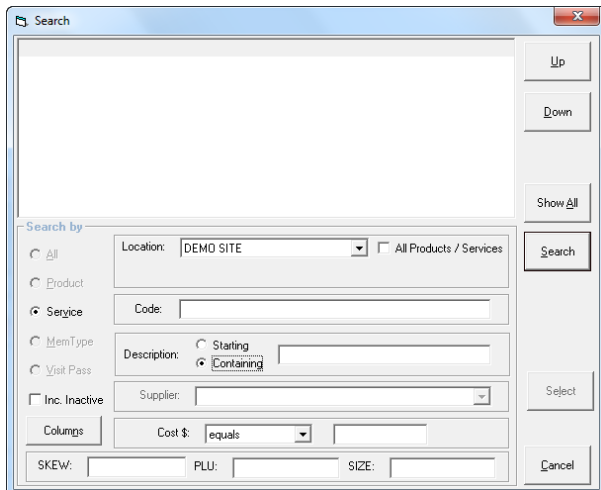 Search
Up
Down
Show All
Search by
Location: DEMO SITE All Products / Services
Search
All
Product
Service
Code:
MemType
Description: Starting
Containing
Visit Pass
Inc. Inactive
Supplier:
Select
Columns
Cost $: equals
SKEW: PLU: SIZE:
Cancel